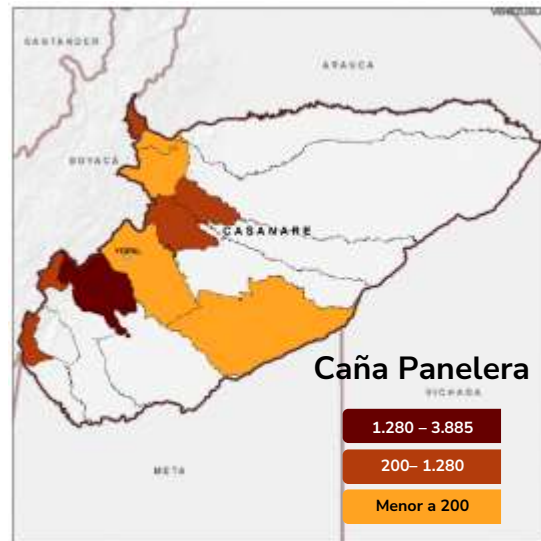 SANTANDER
ARAUCA
BOYACÁ
CASANARE
YOPAL
Caña Panelera
VICHADA
1.280 – 3.885
200– 1.280
META
Menor a 200